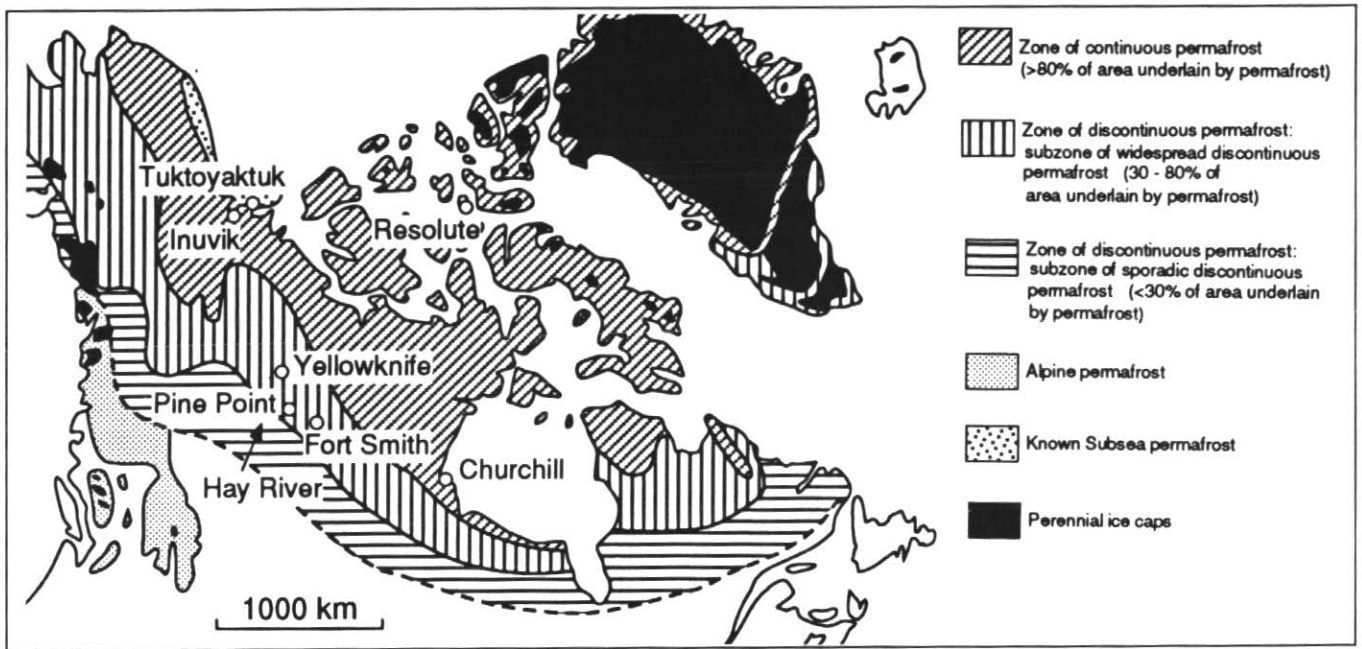 Tuktoyaktuk
Inuvik
Resolute
Yellowknife
Pine Point
Fort Smith
Hay River
Churchill
1000 km
Zone of continuous permafrost
(>80% of area underlain by permafrost)
Zone of discontinuous permafrost:
subzone of widespread discontinuous
permafrost (30 - 80% of
area underlain by permafrost)
Zone of discontinuous permafrost:
subzone of sporadic discontinuous
permafrost (<30% of area underlain
by permafrost)
Alpine permafrost
Known Subsea permafrost
Perennial ice caps